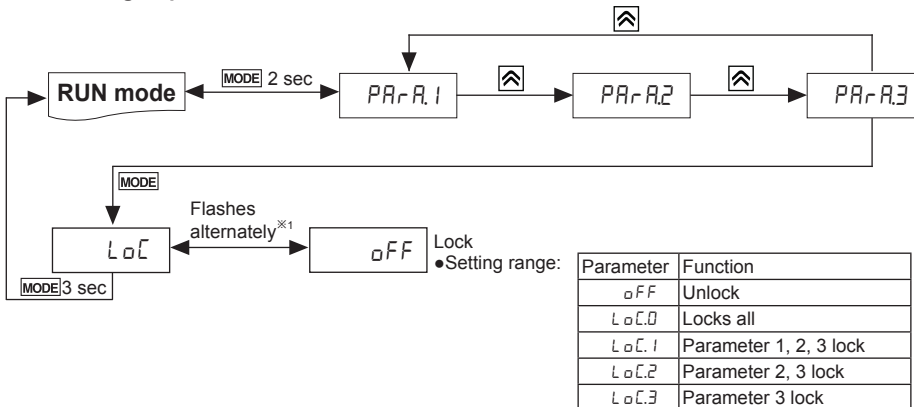 RUN mode
MODE 2 sec
PArA.1
PArA.2
PArA.3
MODE
Flashes
alternately※1
LoC
oFF
Lock
●Setting range:
MODE 3 sec
Parameter Function
oFF Unlock
LoC.0 Locks all
LoC.1 Parameter 1, 2, 3 lock
LoC.2 Parameter 2, 3 lock
LoC.3 Parameter 3 lock